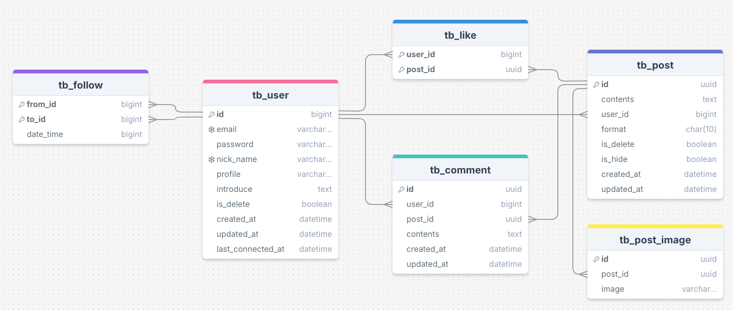 tb_follow
from_id bigint
to_id bigint
date_time bigint
tb_user
id bigint
email varchar...
password varchar...
nick_name varchar...
profile varchar...
introduce text
is_delete boolean
created_at datetime
updated_at datetime
last_connected_at datetime
tb_like
user_id bigint
post_id uuid
tb_comment
id uuid
user_id bigint
post_id uuid
contents text
created_at datetime
updated_at datetime
tb_post
id uuid
contents text
user_id bigint
format char(10)
is_delete boolean
is_hide boolean
created_at datetime
updated_at datetime
tb_post_image
id uuid
post_id uuid
image varchar...